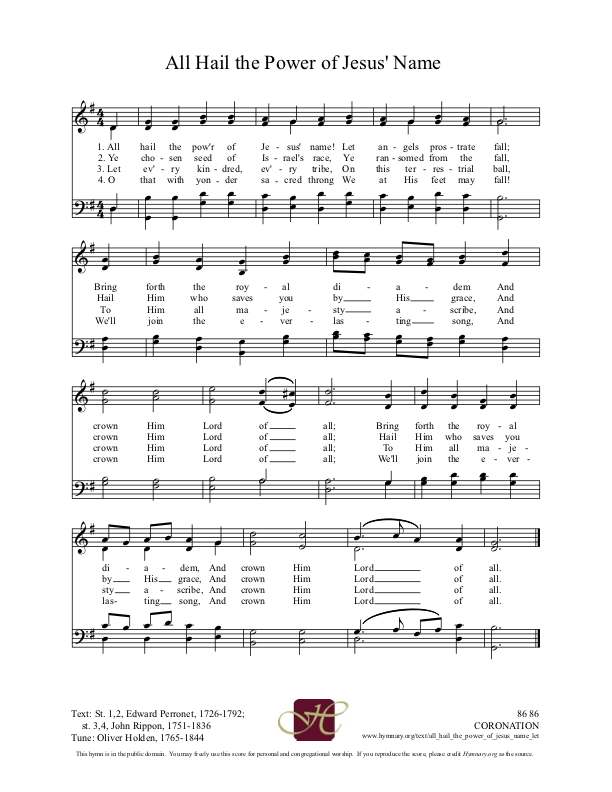 All Hail the Power of Jesus' Name
1. All hail the pow'r of Je - sus' name! Let an - gels pros - trate fall;
2. Ye cho - sen seed of Is - rael's race, Ye ran - somed from the fall,
3. Let ev' - ry kin - dred, ev' - ry tribe, On this ter - res - trial ball,
4. O that with yon - der sa - cred throng We at His feet may fall!
Bring forth the roy - al di - a - dem And
Hail Him who saves you by His grace, And
To Him all ma - je - sty a - scribe, And
We'll join the e - ver - las - ting song, And
crown Him Lord of all; Bring forth the roy - al
crown Him Lord of all; Hail Him who saves you
crown Him Lord of all; To Him all ma - je -
crown Him Lord of all; We'll join the e - ver -
di - a - dem, And crown Him Lord of all.
by His grace, And crown Him Lord of all.
sty a - scribe, And crown Him Lord of all.
las- ting song, And crown Him Lord of all.
Text: St. 1,2, Edward Perronet, 1726-1792;
st. 3,4, John Rippon, 1751-1836
Tune: Oliver Holden, 1765-1844
H
86 86
CORONATION
www.hymnary.org/text/all_hail_the_power_of_jesus_name_let
This hymn is in the public domain. You may freely use this score for personal and congregational worship. If you reproduce the score, please credit Hymnary.org as the source.